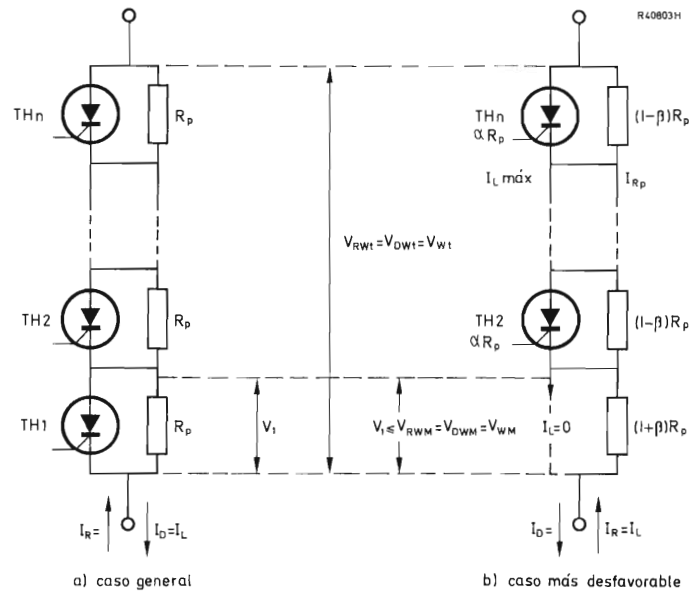 R40803H
THn
Rp
THn
αRp
(1-β)Rp
IL máx
IRp
VRWt=VDWt=VWt
TH2
Rp
TH2
αRp
(1-β)Rp
TH1
Rp
V1
V1≤VRWM=VDWM=VWM
IL=0
(1+β)Rp
IR=
ID=IL
ID=
IR=IL
a) caso general
b) caso más desfavorable